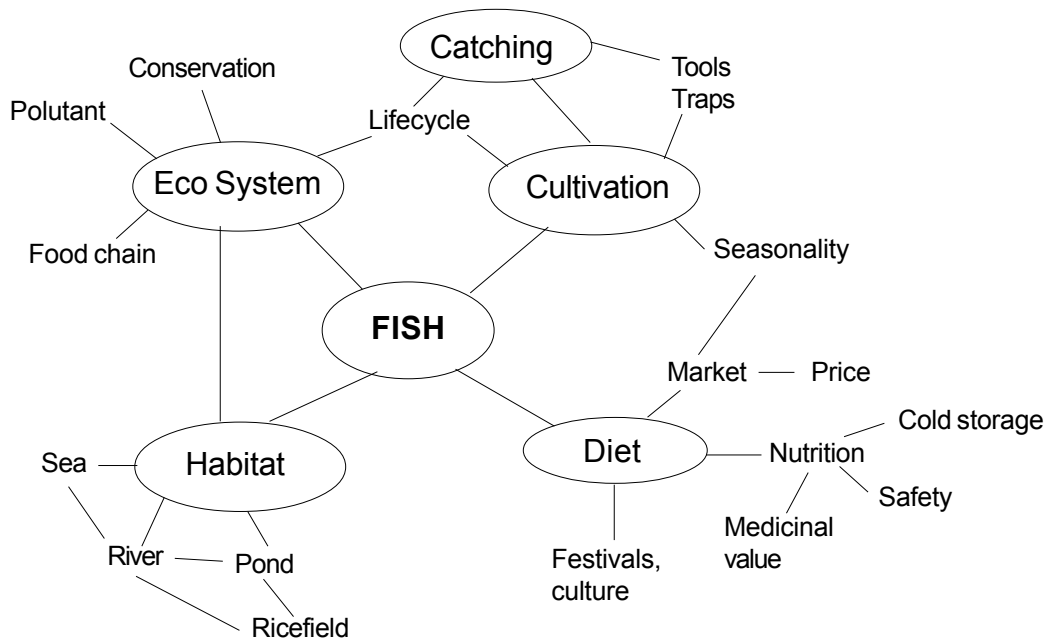 Catching
Conservation
Tools
Traps
Polutant
Lifecycle
Eco System
Cultivation
Food chain
Seasonality
FISH
Market
Price
Cold storage
Sea
Habitat
Diet
Nutrition
Safety
Medicinal
value
River
Pond
Festivals,
culture
Ricefield